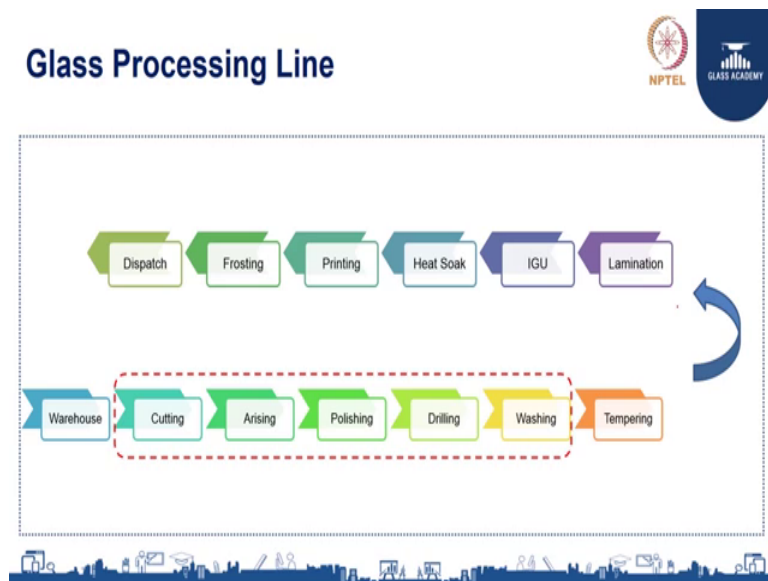 Glass Processing Line
NPTEL
GLASS ACADEMY
Dispatch
Frosting
Printing
Heat Soak
IGU
Lamination
Warehouse
Cutting
Arising
Polishing
Drilling
Washing
Tempering